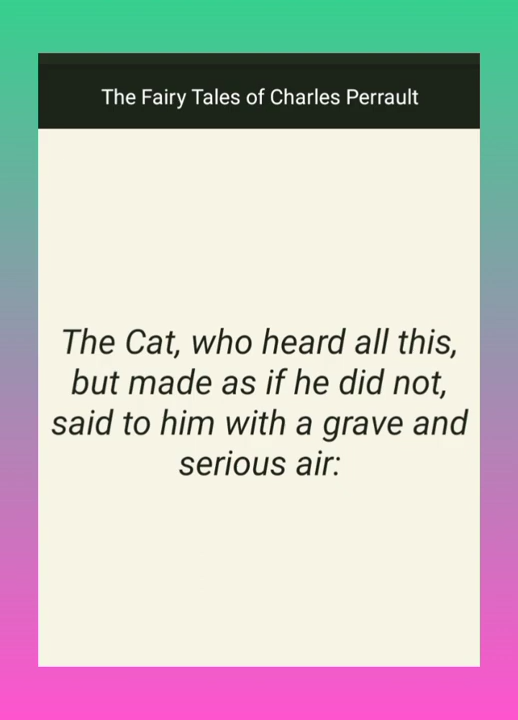 The Fairy Tales of Charles Perrault
The Cat, who heard all this,
but made as if he did not,
said to him with a grave and
serious air: